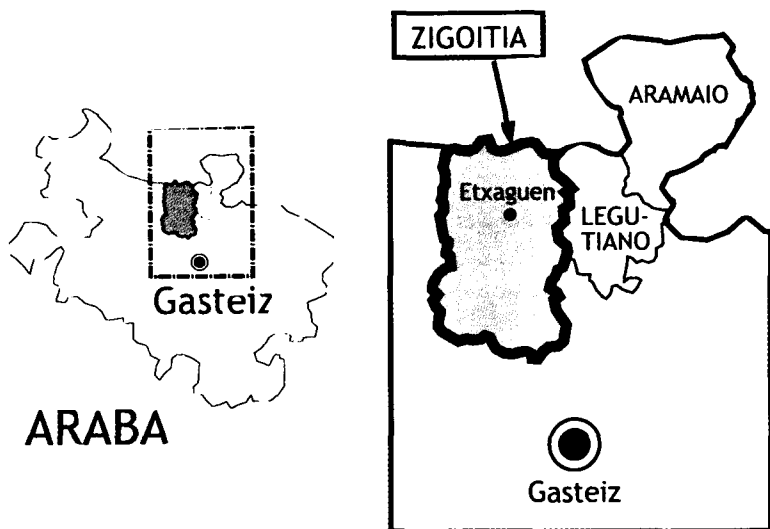 Gasteiz
ARABA
ZIGOITIA
ARAMAIO
Etxaguen
LEGU-
TIANO
Gasteiz